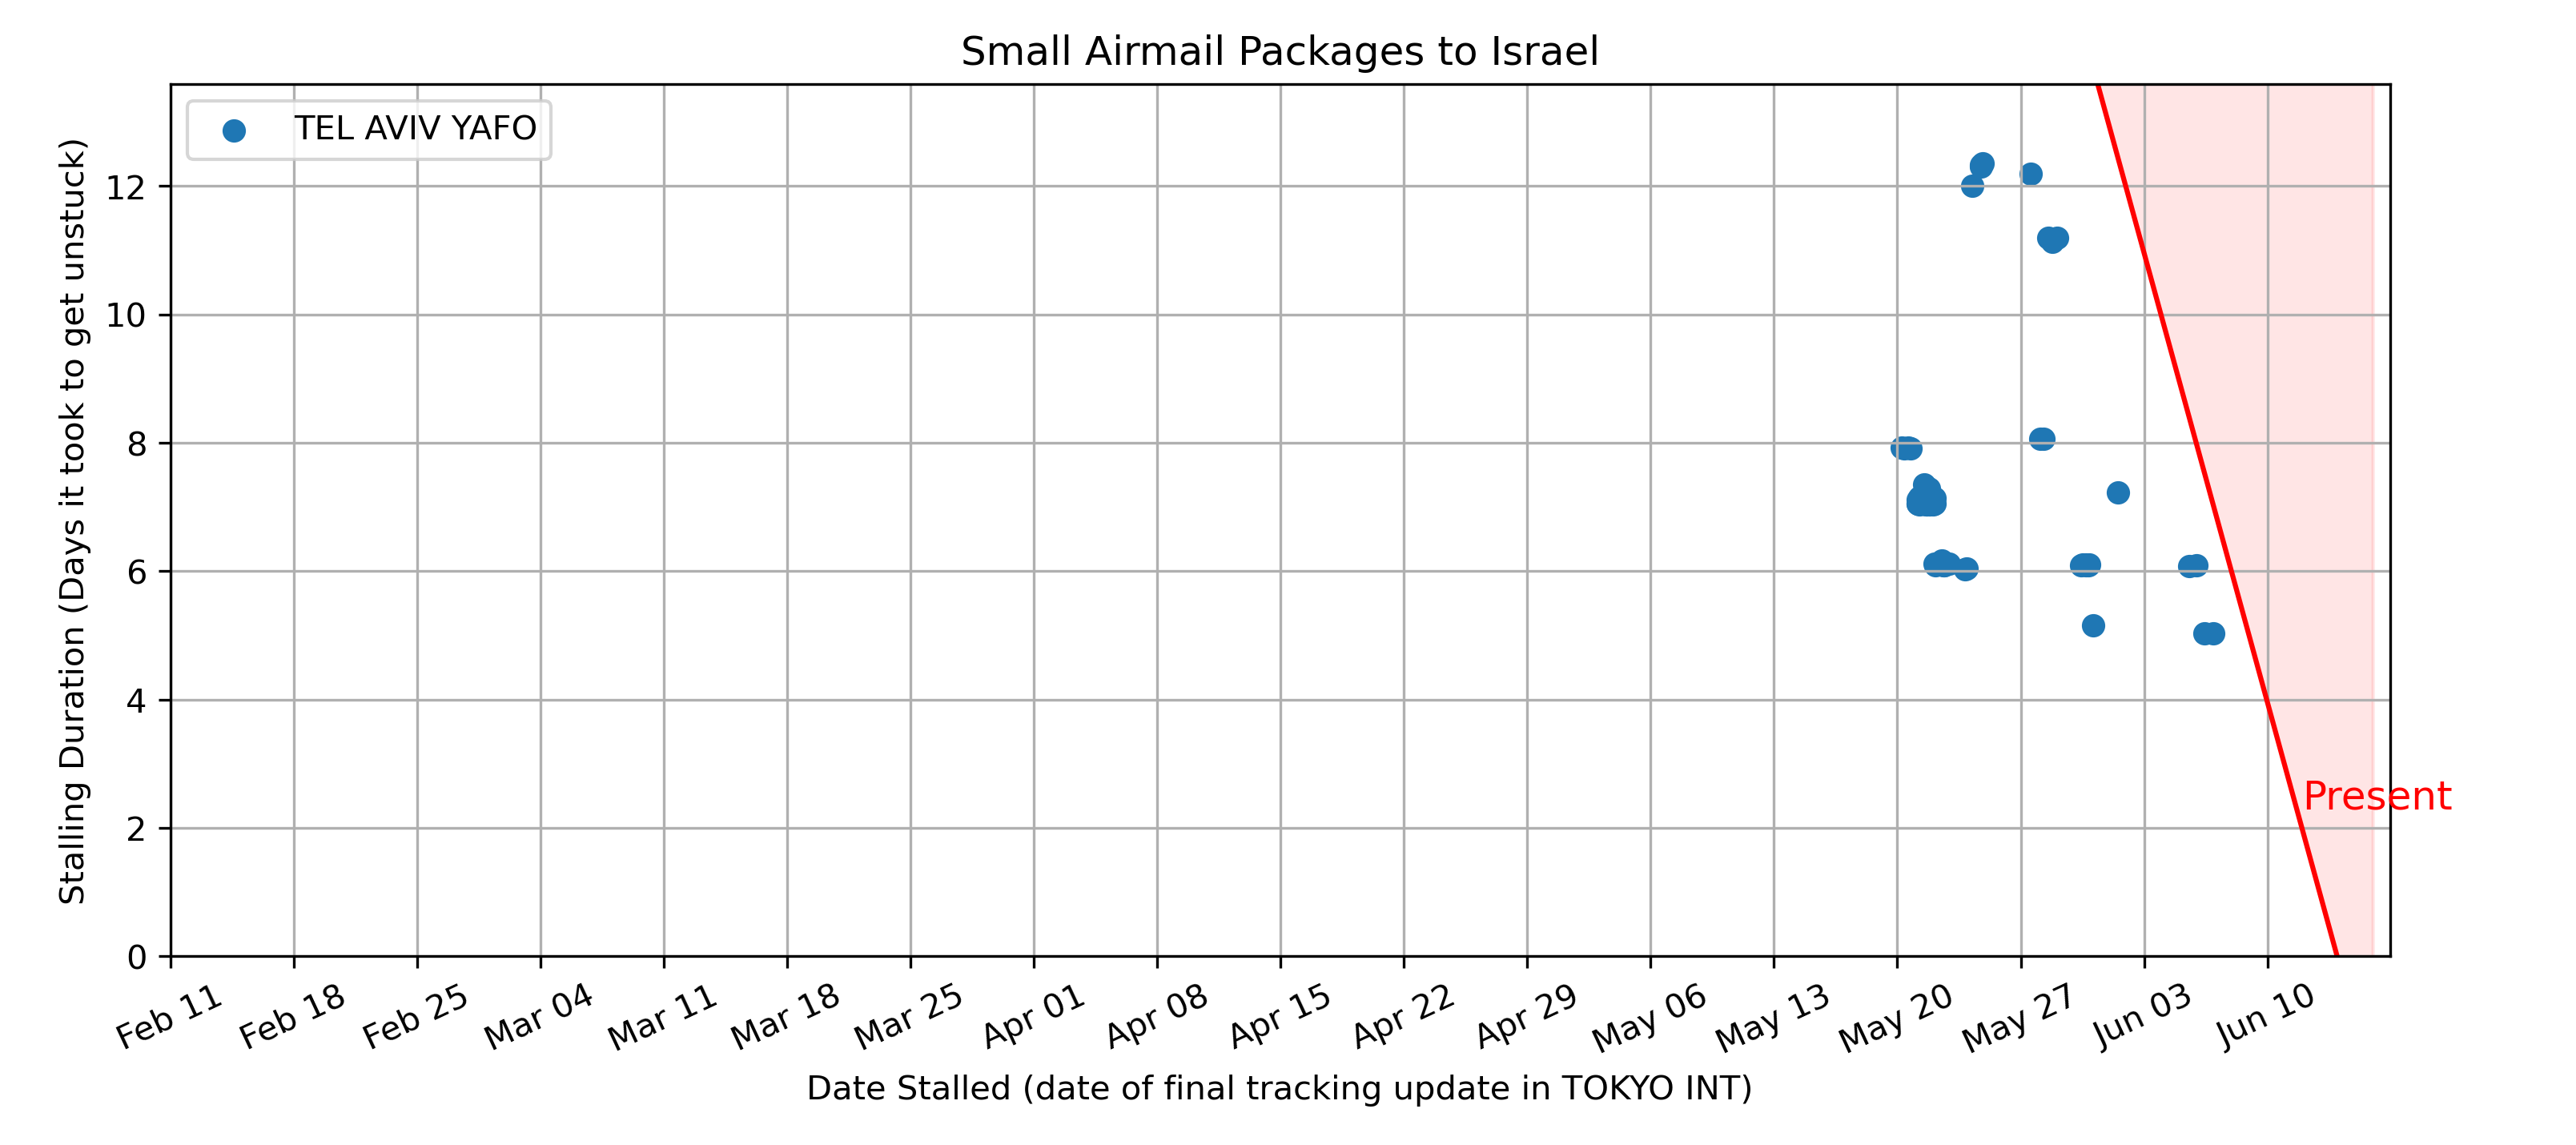 Small Airmail Packages to Israel
TEL AVIV YAFO
Stalling Duration (Days it took to get unstuck)
12
10
8
6
4
2
0
Present
Feb 11
Feb 18
Feb 25
Mar 04
Mar 11
Mar 18
Mar 25
Apr 01
Apr 08
Apr 15
Apr 22
Apr 29
May 06
May 13
May 20
May 27
Jun 03
Jun 10
Date Stalled (date of final tracking update in TOKYO INT)